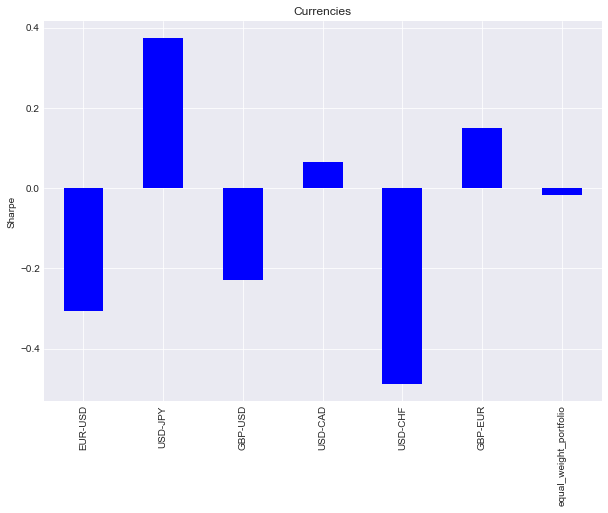 Currencies
Sharpe
0.4
0.2
0.0
−0.2
−0.4
EUR-USD
USD-JPY
GBP-USD
USD-CAD
USD-CHF
GBP-EUR
equal_weight_portfolio